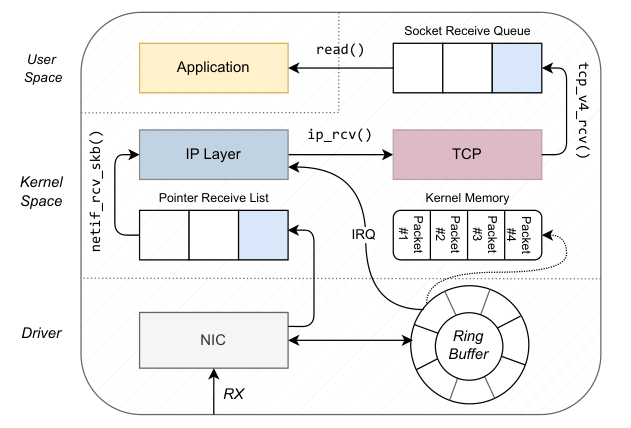 Socket Receive Queue
User
Space
Application
read()
tcp_v4_rcv()
netif_rcv_skb()
IP Layer
ip_rcv()
TCP
Kernel
Space
Pointer Receive List
Kernel Memory
Packet
#1
Packet
#2
Packet
#3
Packet
#4
IRQ
Driver
NIC
Ring
Buffer
RX